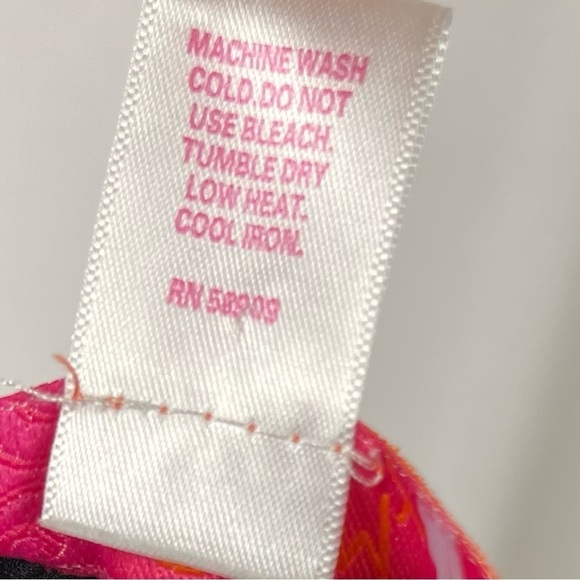 MACHINE WASH
COLD. DO NOT
USE BLEACH.
TUMBLE DRY
LOW HEAT.
COOL IRON.
RN 58909